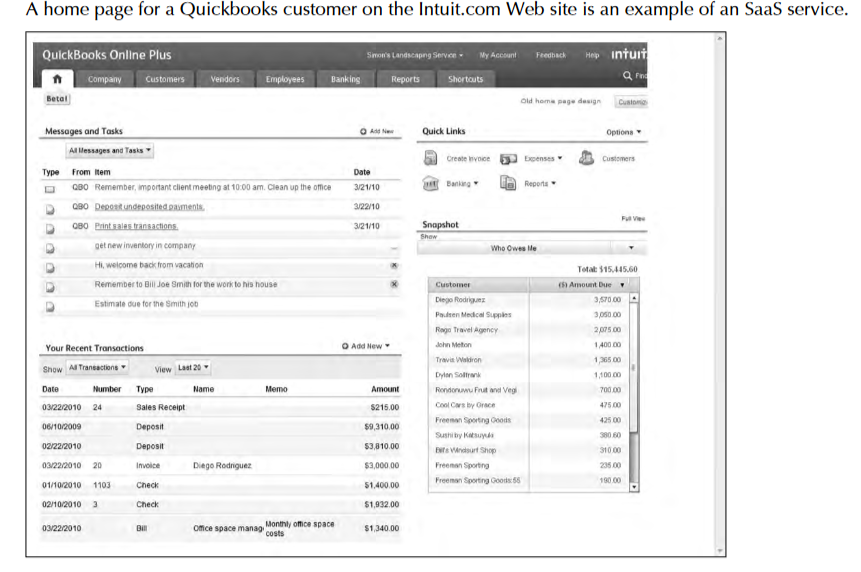 A home page for a Quickbooks customer on the Intuit.com Web site is an example of an SaaS service.
QuickBooks Online Plus
Simon's Landscaping Service My Account Feedback Help intuit
Company Customers Vendors Employees Banking Reports Shortcuts
Find
Beta!
Old home page design Customize
Messages and Tasks
Add New
All Messages and Tasks
Type From Item Date
QBO Remember, important client meeting at 10:00 am. Clean up the office 3/21/10
QBO Deposit undeposited payments. 3/22/10
QBO Print sales transactions. 3/21/10
get new inventory in company
Hi, welcome back from vacation
Remember to Bill Joe Smith for the work to his house
Estimate due for the Smith job
Your Recent Transactions
Add New
Show All Transactions View Last 20
Date Number Type Name Memo Amount
03/22/2010 24 Sales Receipt $215.00
06/10/2009 Deposit $9,310.00
02/22/2010 Deposit $3,810.00
03/22/2010 20 Invoice Diego Rodriguez $3,000.00
01/10/2010 1103 Check $1,400.00
02/10/2010 3 Check $1,932.00
03/22/2010 Bill Office space manag Monthly office space $1,340.00
costs
Quick Links
Options
Create Invoice Expenses Customers
Banking Reports
Full View
Snapshot
Show
Who Owes Me
Total: $15,445.60
Customer ($) Amount Due
Diego Rodriguez 3,570.00
Paulsen Medical Supplies 3,050.00
Rago Travel Agency 2,075.00
John Melton 1,400.00
Travis Waldron 1,365.00
Dylan Sollfrank 1,100.00
Rondonuwu Fruit and Vegi 700.00
Cool Cars by Grace 475.00
Freeman Sporting Goods 425.00
Sushi by Katsuyuki 380.60
Bill's Windsurf Shop 310.00
Freeman Sporting 235.00
Freeman Sporting Goods:55 190.00